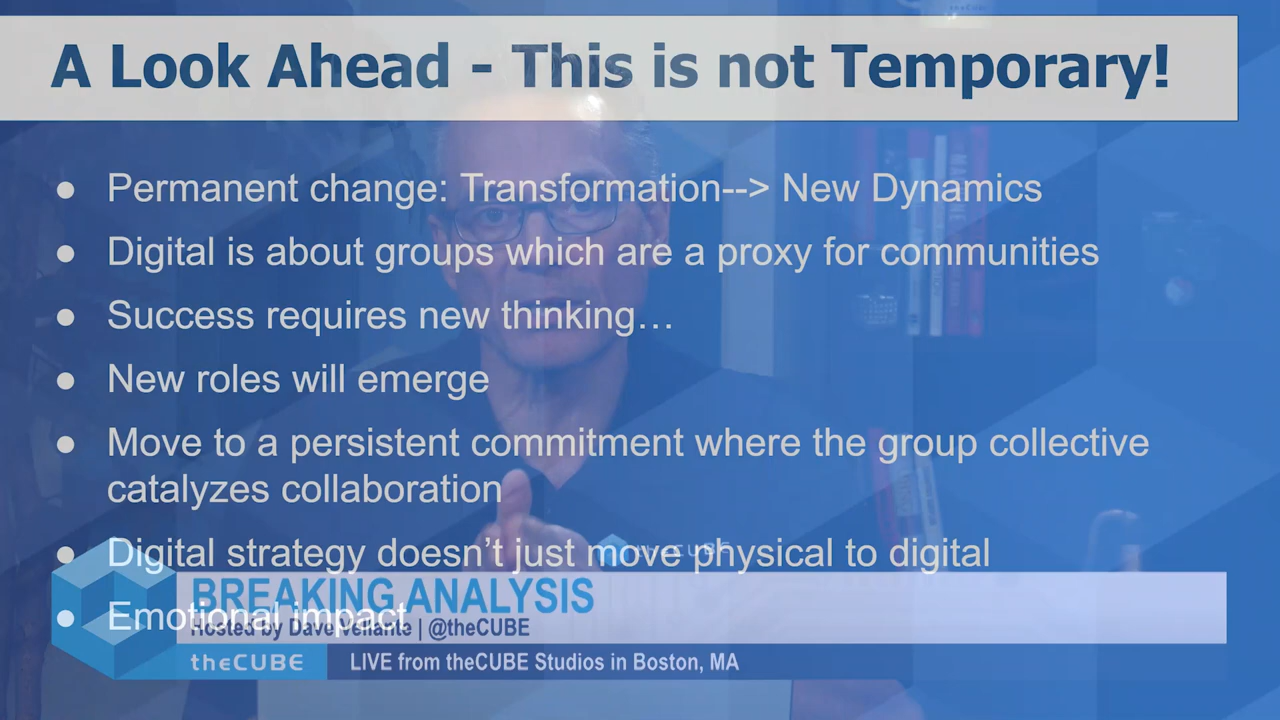 A Look Ahead - This is not Temporary!
● Permanent change: Transformation--> New Dynamics
● Digital is about groups which are a proxy for communities
● Success requires new thinking…
● New roles will emerge
● Move to a persistent commitment where the group collective
catalyzes collaboration
theCUBE
● Digital strategy doesn’t just move physical to digital
BREAKING ANALYSIS
● Emotional impact
Hosted by Dave Vellante | @theCUBE
theCUBE LIVE from theCUBE Studios in Boston, MA